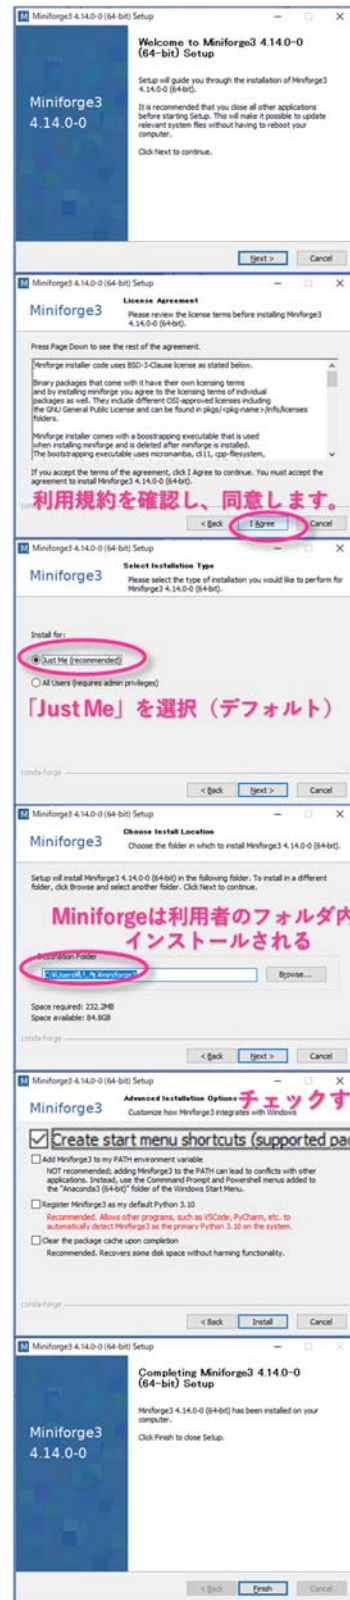 Miniforge3 4.14.0-0 (64-bit) Setup
Welcome to Miniforge3 4.14.0-0
(64-bit) Setup
Miniforge3
4.14.0-0
Setup will guide you through the installation of Miniforge3
4.14.0-0 (64-bit).
It is recommended that you close all other applications
before starting Setup. This will make it possible to update
relevant system files without having to reboot your
computer.
Click Next to continue.
Next >
Cancel
Miniforge3 4.14.0-0 (64-bit) Setup
Miniforge3
License Agreement
Please review the license terms before installing Miniforge3
4.14.0-0 (64-bit).
Press Page Down to see the rest of the agreement.
Miniforge installer code uses BSD-3-Clause license as stated below.
Binary packages that come with it have their own licensing terms
and by installing miniforge you agree to the licensing terms of individual
packages as well. They include different OSI-approved licenses including
the GNU General Public License and can be found in pkgs/<pkg-name>/info/licenses
folders.
Miniforge installer comes with a boostrapping executable that is used
when installing miniforge and is deleted after miniforge is installed.
The bootstrapping executable uses micromamba, cli11, cpp-filesystem,
If you accept the terms of the agreement, click I Agree to continue. You must accept the
agreement to install Miniforge3 4.14.0-0 (64-bit).
利用規約を確認し、同意します。
< Back
I Agree
Cancel
Miniforge3 4.14.0-0 (64-bit) Setup
Miniforge3
Select Installation Type
Please select the type of installation you would like to perform for
Miniforge3 4.14.0-0 (64-bit).
Install for:
Just Me (recommended)
All Users (requires admin privileges)
「Just Me」を選択（デフォルト）
conda-forge
< Back
Next >
Cancel
Miniforge3 4.14.0-0 (64-bit) Setup
Miniforge3
Choose Install Location
Choose the folder in which to install Miniforge3 4.14.0-0 (64-bit).
Setup will install Miniforge3 4.14.0-0 (64-bit) in the following folder. To install in a different
folder, click Browse and select another folder. Click Next to continue.
Miniforgeは利用者のフォルダ内
インストールされる
Destination Folder
Browse...
Space required: 232.2MB
Space available: 84.8GB
conda-forge
< Back
Next >
Cancel
Miniforge3 4.14.0-0 (64-bit) Setup
Miniforge3
Advanced Installation Options
チェックす
Customize how Miniforge3 integrates with Windows
Create start menu shortcuts (supported pac
Add Miniforge3 to my PATH environment variable
NOT recommended; adding Miniforge3 to the PATH can lead to conflicts with other
applications. Instead, use the Commmand Prompt and Powershell menus added to
the "Anaconda3 (64-bit)" folder of the Windows Start Menu.
Register Miniforge3 as my default Python 3.10
Recommended. Allows other programs, such as VSCode, PyCharm, etc. to
automatically detect Miniforge3 as the primary Python 3.10 on the system.
Clear the package cache upon completion
Recommended. Recovers some disk space without harming functionality.
conda-forge
< Back
Install
Cancel
Miniforge3 4.14.0-0 (64-bit) Setup
Completing Miniforge3 4.14.0-0
(64-bit) Setup
Miniforge3
4.14.0-0
Miniforge3 4.14.0-0 (64-bit) has been installed on your
computer.
Click Finish to close Setup.
< Back
Finish
Cancel